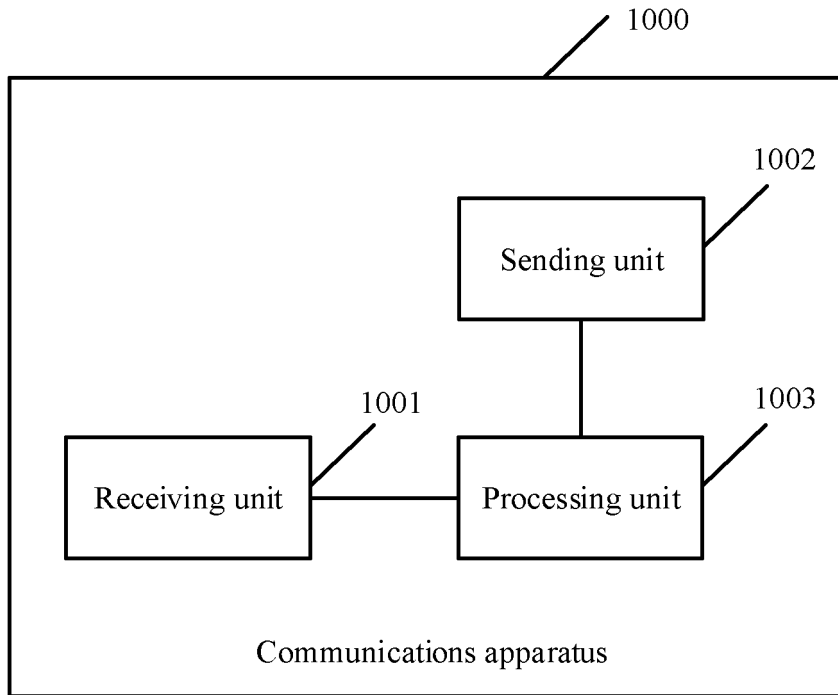 1000
1002
Sending unit
1001
1003
Receiving unit
Processing unit
Communications apparatus